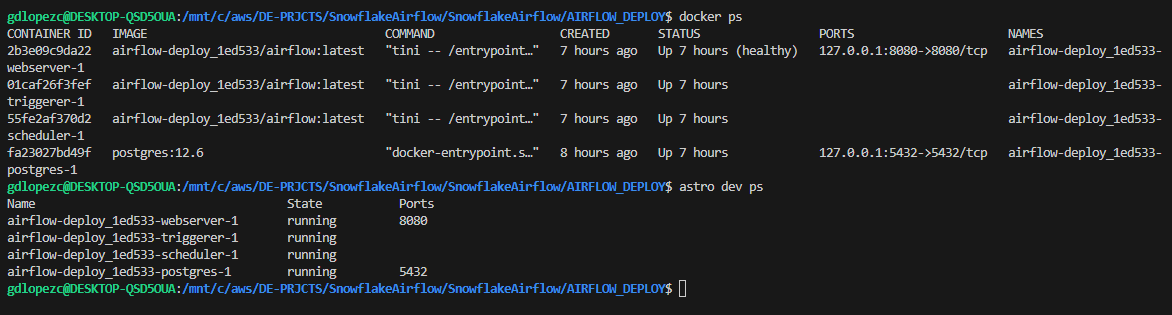 gdlopezc@DESKTOP-QSD5OUA:/mnt/c/aws/DE-PRJCTS/SnowflakeAirflow/SnowflakeAirflow/AIRFLOW_DEPLOY$ docker ps
CONTAINER ID   IMAGE                                  COMMAND                  CREATED       STATUS                 PORTS                      NAMES
2b3e09c9da22   airflow-deploy_1ed533/airflow:latest   "tini -- /entrypoint…"   7 hours ago   Up 7 hours (healthy)   127.0.0.1:8080->8080/tcp   airflow-deploy_1ed533-
webserver-1
01caf26f3fef   airflow-deploy_1ed533/airflow:latest   "tini -- /entrypoint…"   7 hours ago   Up 7 hours                                        airflow-deploy_1ed533-
triggerer-1
55fe2af370d2   airflow-deploy_1ed533/airflow:latest   "tini -- /entrypoint…"   7 hours ago   Up 7 hours                                        airflow-deploy_1ed533-
scheduler-1
fa23027bd49f   postgres:12.6                          "docker-entrypoint.s…"   8 hours ago   Up 7 hours             127.0.0.1:5432->5432/tcp   airflow-deploy_1ed533-
postgres-1
gdlopezc@DESKTOP-QSD5OUA:/mnt/c/aws/DE-PRJCTS/SnowflakeAirflow/SnowflakeAirflow/AIRFLOW_DEPLOY$ astro dev ps
Name                                    State           Ports
airflow-deploy_1ed533-webserver-1       running         8080
airflow-deploy_1ed533-triggerer-1       running
airflow-deploy_1ed533-scheduler-1       running
airflow-deploy_1ed533-postgres-1        running         5432
gdlopezc@DESKTOP-QSD5OUA:/mnt/c/aws/DE-PRJCTS/SnowflakeAirflow/SnowflakeAirflow/AIRFLOW_DEPLOY$